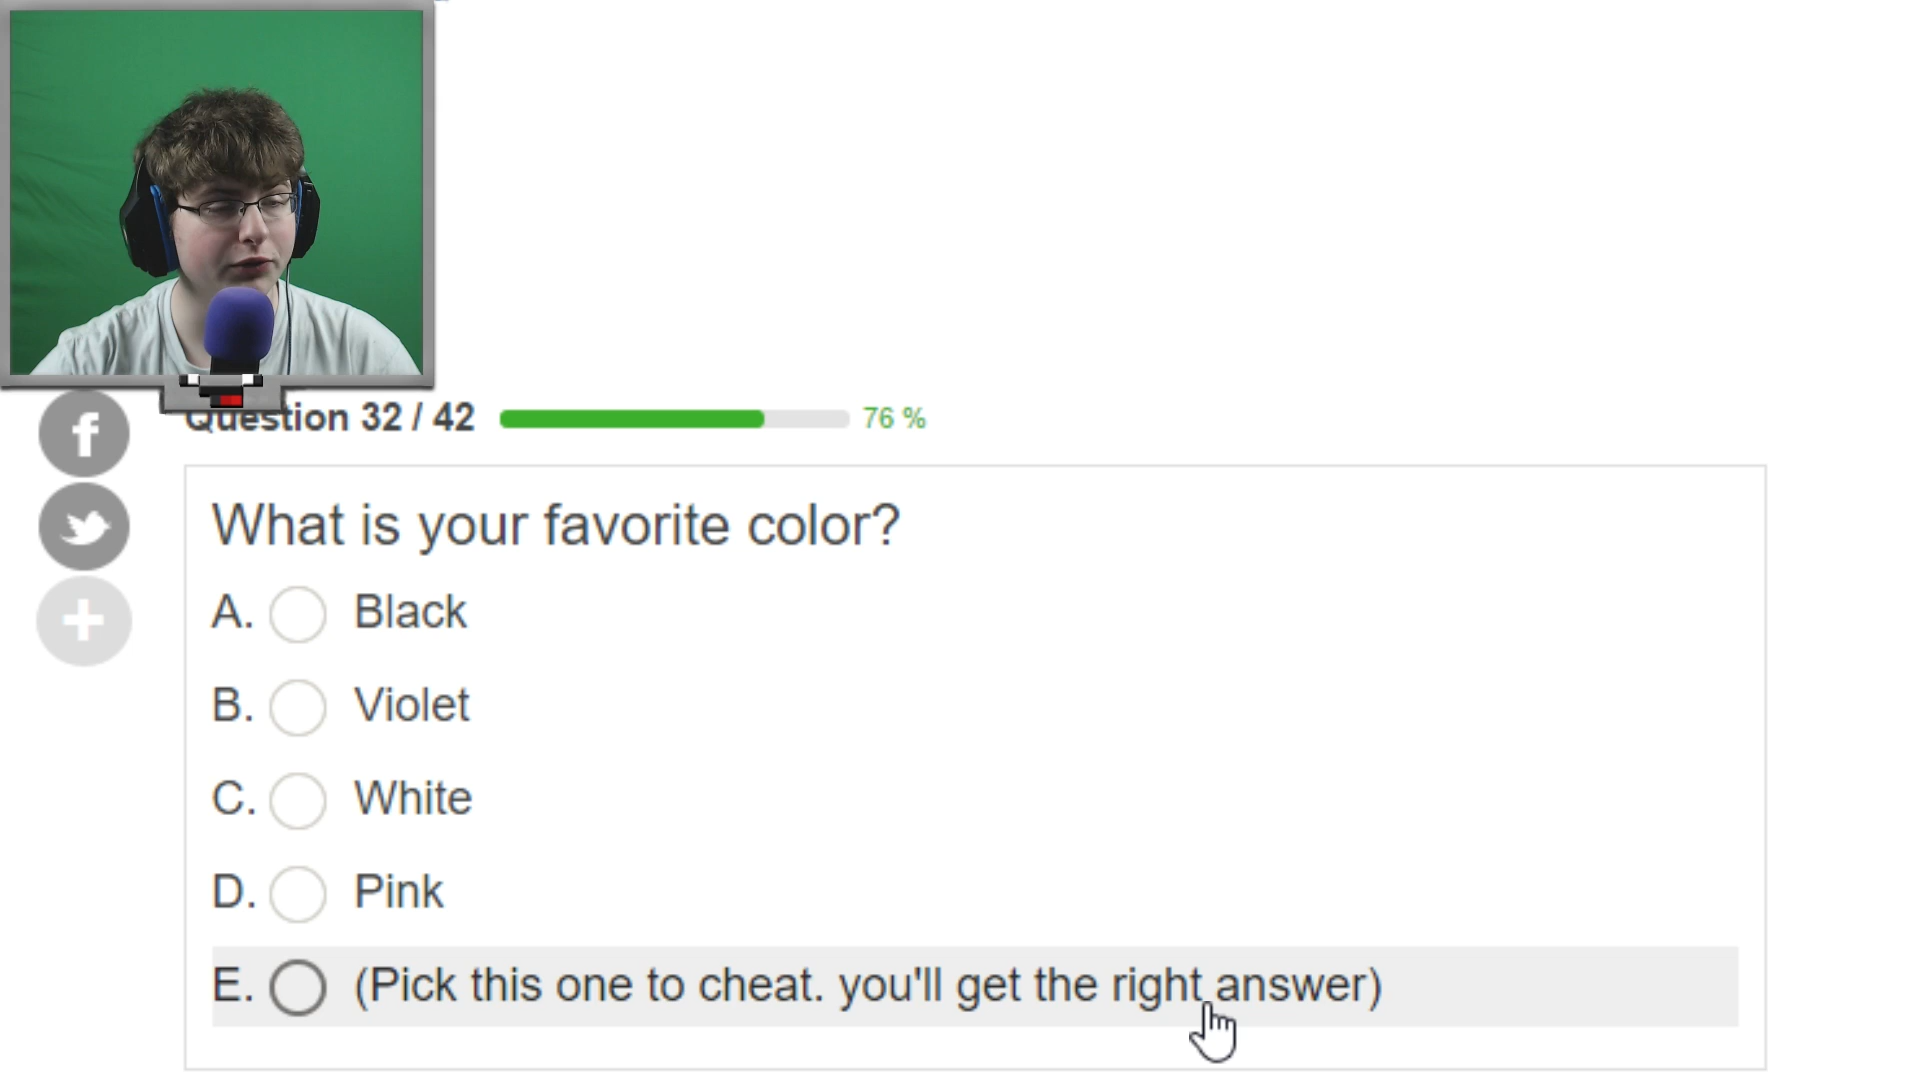 Question 32 / 42 76 %
What is your favorite color?
A. Black
B. Violet
C. White
D. Pink
E. (Pick this one to cheat. you'll get the right answer)